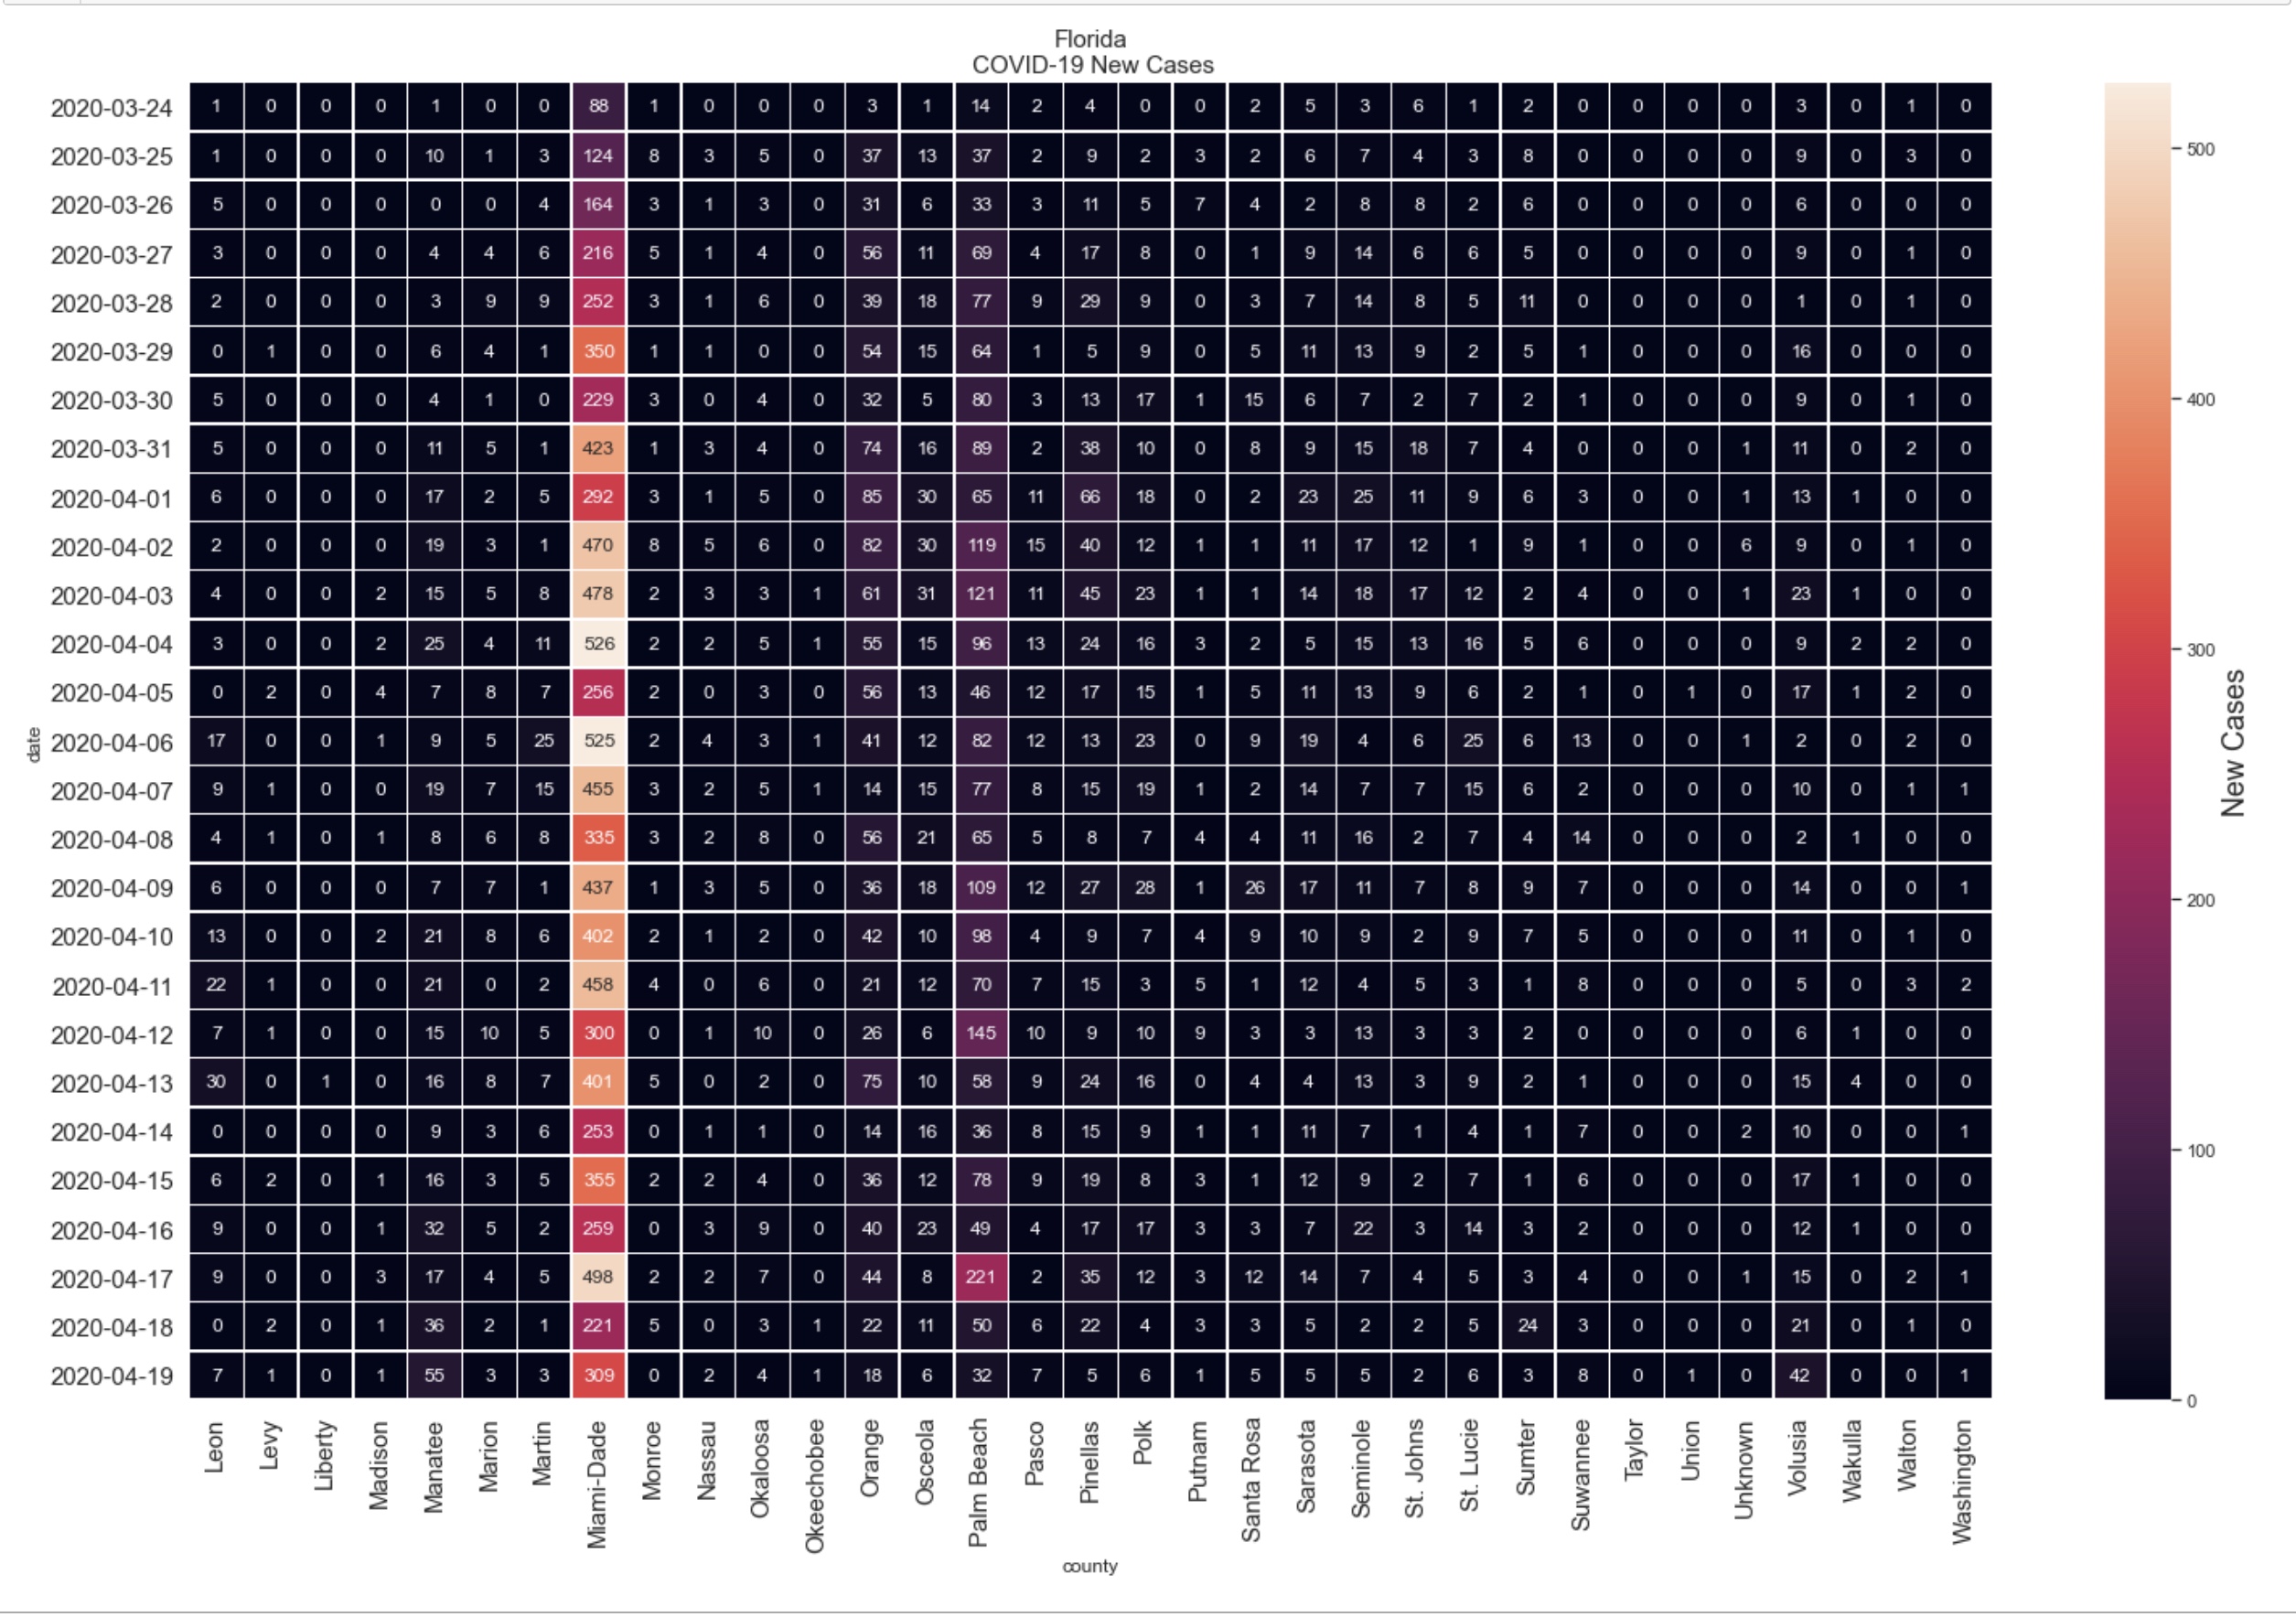 Florida
COVID-19 New Cases
2020-03-24 1 0 0 0 1 0 0 88 1 0 0 0 3 1 14 2 4 0 0 2 5 3 6 1 2 0 0 0 0 3 0 1 0
2020-03-25 1 0 0 0 10 1 3 124 8 3 5 0 37 13 37 2 9 2 3 2 6 7 4 3 8 0 0 0 0 9 0 3 0
2020-03-26 5 0 0 0 0 0 4 164 3 1 3 0 31 6 33 3 11 5 7 4 2 8 8 2 6 0 0 0 0 6 0 0 0
2020-03-27 3 0 0 0 4 4 6 216 5 1 4 0 56 11 69 4 17 8 0 1 9 14 6 6 5 0 0 0 0 9 0 1 0
2020-03-28 2 0 0 0 3 9 9 252 3 1 6 0 39 18 77 9 29 9 0 3 7 14 8 5 11 0 0 0 0 1 0 1 0
2020-03-29 0 1 0 0 6 4 1 350 1 1 0 0 54 15 64 1 5 9 0 5 11 13 9 2 5 1 0 0 0 16 0 0 0
2020-03-30 5 0 0 0 4 1 0 229 3 0 4 0 32 5 80 3 13 17 1 15 6 7 2 7 2 1 0 0 0 9 0 1 0
2020-03-31 5 0 0 0 11 5 1 423 1 3 4 0 74 16 89 2 38 10 0 8 9 15 18 7 4 0 0 0 1 11 0 2 0
2020-04-01 6 0 0 0 17 2 5 292 3 1 5 0 85 30 65 11 66 18 0 2 23 25 11 9 6 3 0 0 1 13 1 0 0
2020-04-02 2 0 0 0 19 3 1 470 8 5 6 0 82 30 119 15 40 12 1 1 11 17 12 1 9 1 0 0 6 9 0 1 0
2020-04-03 4 0 0 2 15 5 8 478 2 3 3 1 61 31 121 11 45 23 1 1 14 18 17 12 2 4 0 0 1 23 1 0 0
2020-04-04 3 0 0 2 25 4 11 526 2 2 5 1 55 15 96 13 24 16 3 2 5 15 13 16 5 6 0 0 0 9 2 2 0
2020-04-05 0 2 0 4 7 8 7 256 2 0 3 0 56 13 46 12 17 15 1 5 11 13 9 6 2 1 0 1 0 17 1 2 0
2020-04-06 17 0 0 1 9 5 25 525 2 4 3 1 41 12 82 12 13 23 0 9 19 4 6 25 6 13 0 0 1 2 0 2 0
2020-04-07 9 1 0 0 19 7 15 455 3 2 5 1 14 15 77 8 15 19 1 2 14 7 7 15 6 2 0 0 0 10 0 1 1
2020-04-08 4 1 0 1 8 6 8 335 3 2 8 0 56 21 65 5 8 7 4 4 11 16 2 7 4 14 0 0 0 2 1 0 0
2020-04-09 6 0 0 0 7 7 1 437 1 3 5 0 36 18 109 12 27 28 1 26 17 11 7 8 9 7 0 0 0 14 0 0 1
2020-04-10 13 0 0 2 21 8 6 402 2 1 2 0 42 10 98 4 9 7 4 9 10 9 2 9 7 5 0 0 0 11 0 1 0
2020-04-11 22 1 0 0 21 0 2 458 4 0 6 0 21 12 70 7 15 3 5 1 12 4 5 3 1 8 0 0 0 5 0 3 2
2020-04-12 7 1 0 0 15 10 5 300 0 1 10 0 26 6 145 10 9 10 9 3 3 13 3 3 2 0 0 0 0 6 1 0 0
2020-04-13 30 0 1 0 16 8 7 401 5 0 2 0 75 10 58 9 24 16 0 4 4 13 3 9 2 1 0 0 0 15 4 0 0
2020-04-14 0 0 0 0 9 3 6 253 0 1 1 0 14 16 36 8 15 9 1 1 11 7 1 4 1 7 0 0 2 10 0 0 1
2020-04-15 6 2 0 1 16 3 5 355 2 2 4 0 36 12 78 9 19 8 3 1 12 9 2 7 1 6 0 0 0 17 1 0 0
2020-04-16 9 0 0 1 32 5 2 259 0 3 9 0 40 23 49 4 17 17 3 3 7 22 3 14 3 2 0 0 0 12 1 0 0
2020-04-17 9 0 0 3 17 4 5 498 2 2 7 0 44 8 221 2 35 12 3 12 14 7 4 5 3 4 0 0 1 15 0 2 1
2020-04-18 0 2 0 1 36 2 1 221 5 0 3 1 22 11 50 6 22 4 3 3 5 2 2 5 24 3 0 0 0 21 0 1 0
2020-04-19 7 1 0 1 55 3 3 309 0 2 4 1 18 6 32 7 5 6 1 5 5 5 2 6 3 8 0 1 0 42 0 0 1
date
Leon
Levy
Liberty
Madison
Manatee
Marion
Martin
Miami-Dade
Monroe
Nassau
Okaloosa
Okeechobee
Orange
Osceola
Palm Beach
Pasco
Pinellas
Polk
Putnam
Santa Rosa
Sarasota
Seminole
St. Johns
St. Lucie
Sumter
Suwannee
Taylor
Union
Unknown
Volusia
Wakulla
Walton
Washington
county
500
400
300
200
100
0
New Cases